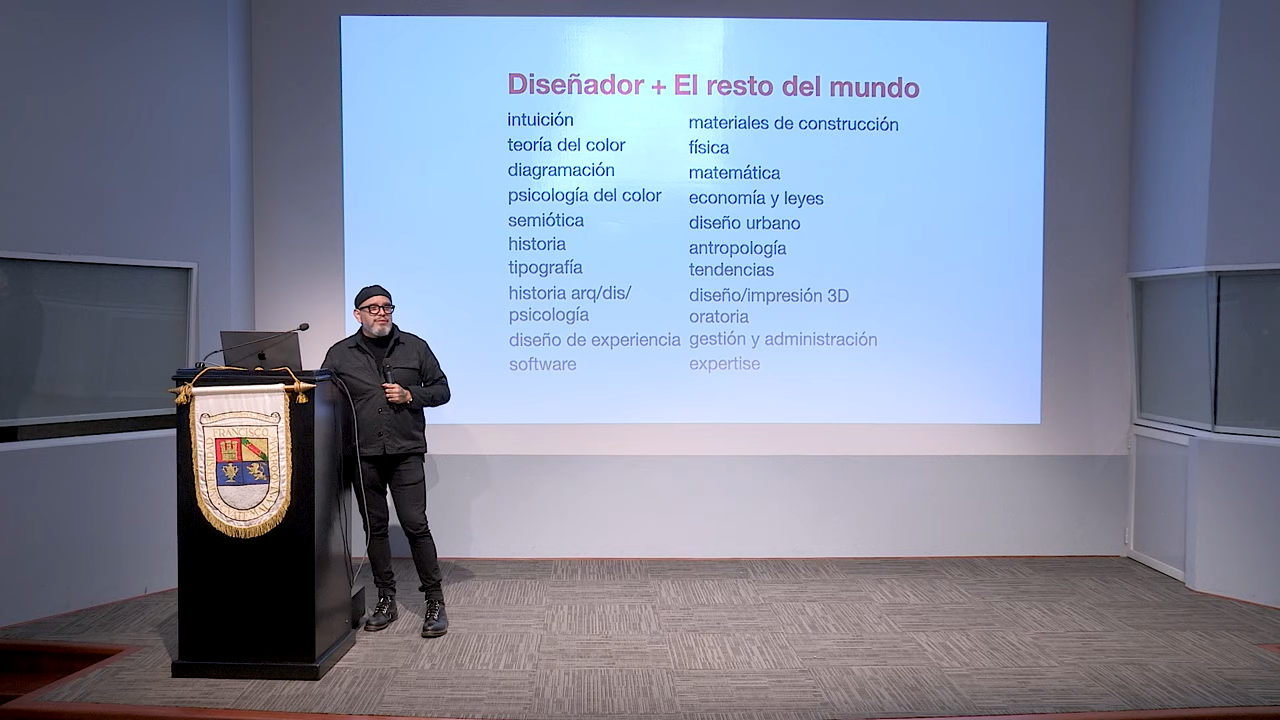 Diseñador + El resto del mundo
intuición
teoría del color
diagramación
psicología del color
semiótica
historia
tipografía
historia arq/dis/
psicología
diseño de experiencia
software
materiales de construcción
física
matemática
economía y leyes
diseño urbano
antropología
tendencias
diseño/impresión 3D
oratoria
gestión y administración
expertise
FRANCISCO